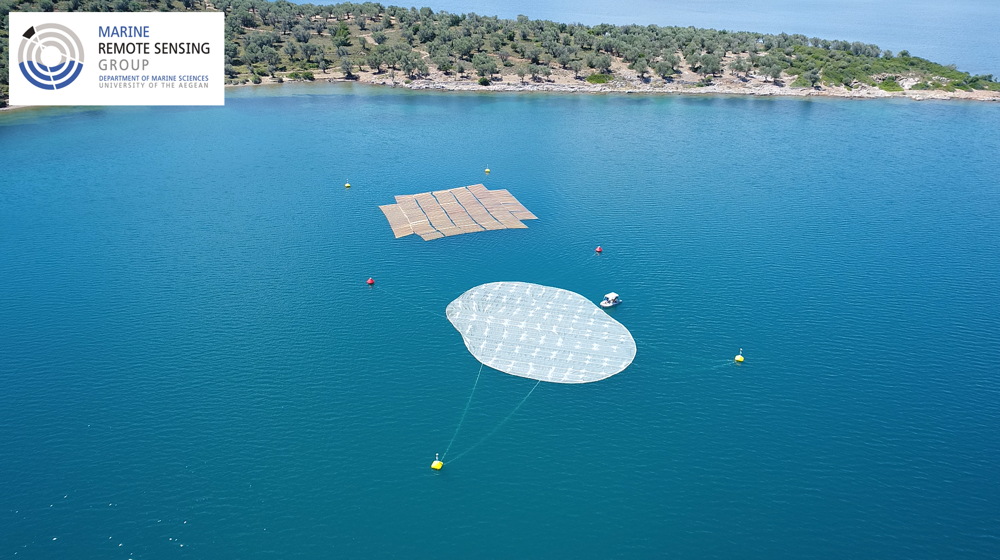 MARINE
REMOTE SENSING
GROUP
DEPARTMENT OF MARINE SCIENCES
UNIVERSITY OF THE AEGEAN